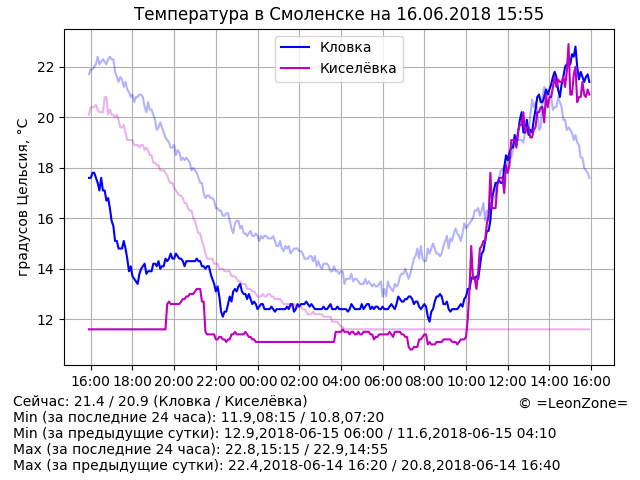 Температура в Смоленске на 16.06.2018 15:55
Кловка
Киселёвка
градусов Цельсия, °C
22
20
18
16
14
12
16:00 18:00 20:00 22:00 00:00 02:00 04:00 06:00 08:00 10:00 12:00 14:00 16:00
Сейчас: 21.4 / 20.9 (Кловка / Киселёвка)
© =LeonZone=
Min (за последние 24 часа): 11.9,08:15 / 10.8,07:20
Min (за предыдущие сутки): 12.9,2018-06-15 06:00 / 11.6,2018-06-15 04:10
Max (за последние 24 часа): 22.8,15:15 / 22.9,14:55
Max (за предыдущие сутки): 22.4,2018-06-14 16:20 / 20.8,2018-06-14 16:40